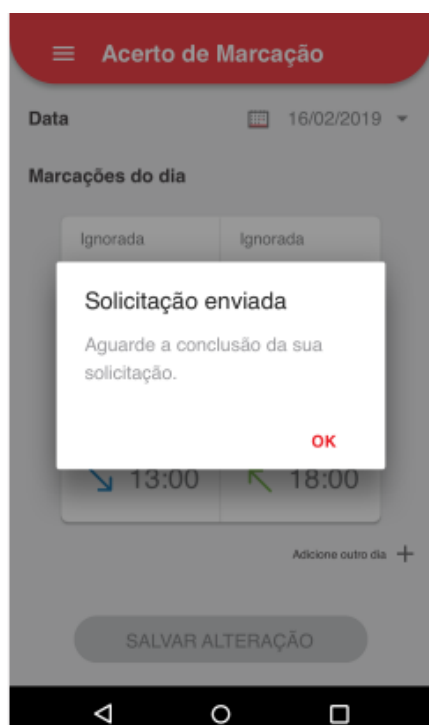 Acerto de Marcação
Data 16/02/2019
Marcações do dia
Ignorada Ignorada
Solicitação enviada
Aguarde a conclusão da sua
solicitação.
OK
13:00 18:00
Adicione outro dia
SALVAR ALTERAÇÃO